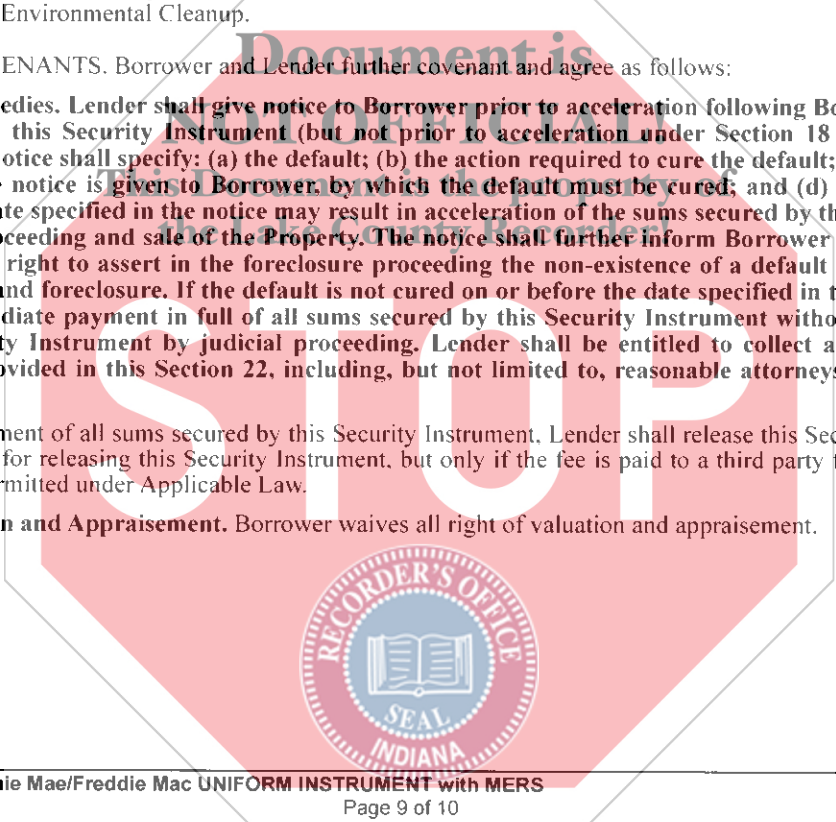 Environmental Cleanup.
Document is
ENANTS. Borrower and Lender further covenant and agree as follows:
edies. Lender shall give notice to Borrower prior to acceleration following Bo
this Security Instrument (but not prior to acceleration under Section 18
NOT OFFICIAL!
otice shall specify: (a) the default; (b) the action required to cure the default;
notice is given to Borrower, by which the default must be cured; and (d)
This Document is the property of
ate specified in the notice may result in acceleration of the sums secured by th
the Lake County Recorder!
oceeding and sale of the Property. The notice shall further inform Borrower
right to assert in the foreclosure proceeding the non-existence of a default
and foreclosure. If the default is not cured on or before the date specified in t
diate payment in full of all sums secured by this Security Instrument witho
ty Instrument by judicial proceeding. Lender shall be entitled to collect a
ovided in this Section 22, including, but not limited to, reasonable attorneys
STOP
ment of all sums secured by this Security Instrument, Lender shall release this Sec
for releasing this Security Instrument, but only if the fee is paid to a third party f
rmitted under Applicable Law.
n and Appraisement. Borrower waives all right of valuation and appraisement.
RECORDER'S OFFICE
SEAL
INDIANA
nie Mae/Freddie Mac UNIFORM INSTRUMENT with MERS
Page 9 of 10